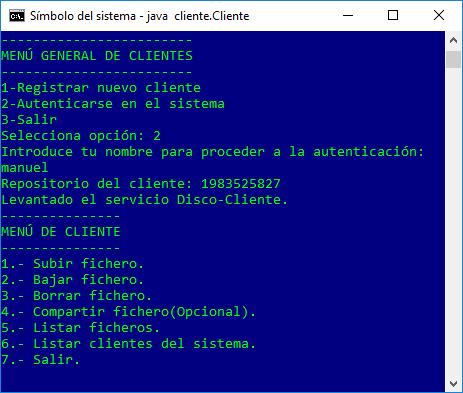 Símbolo del sistema - java cliente.Cliente
------------------------
MENÚ GENERAL DE CLIENTES
------------------------
1-Registrar nuevo cliente
2-Autenticarse en el sistema
3-Salir
Selecciona opción: 2
Introduce tu nombre para proceder a la autenticación:
manuel
Repositorio del cliente: 1983525827
Levantado el servicio Disco-Cliente.
---------------
MENÚ DE CLIENTE
---------------
1.- Subir fichero.
2.- Bajar fichero.
3.- Borrar fichero.
4.- Compartir fichero(Opcional).
5.- Listar ficheros.
6.- Listar clientes del sistema.
7.- Salir.